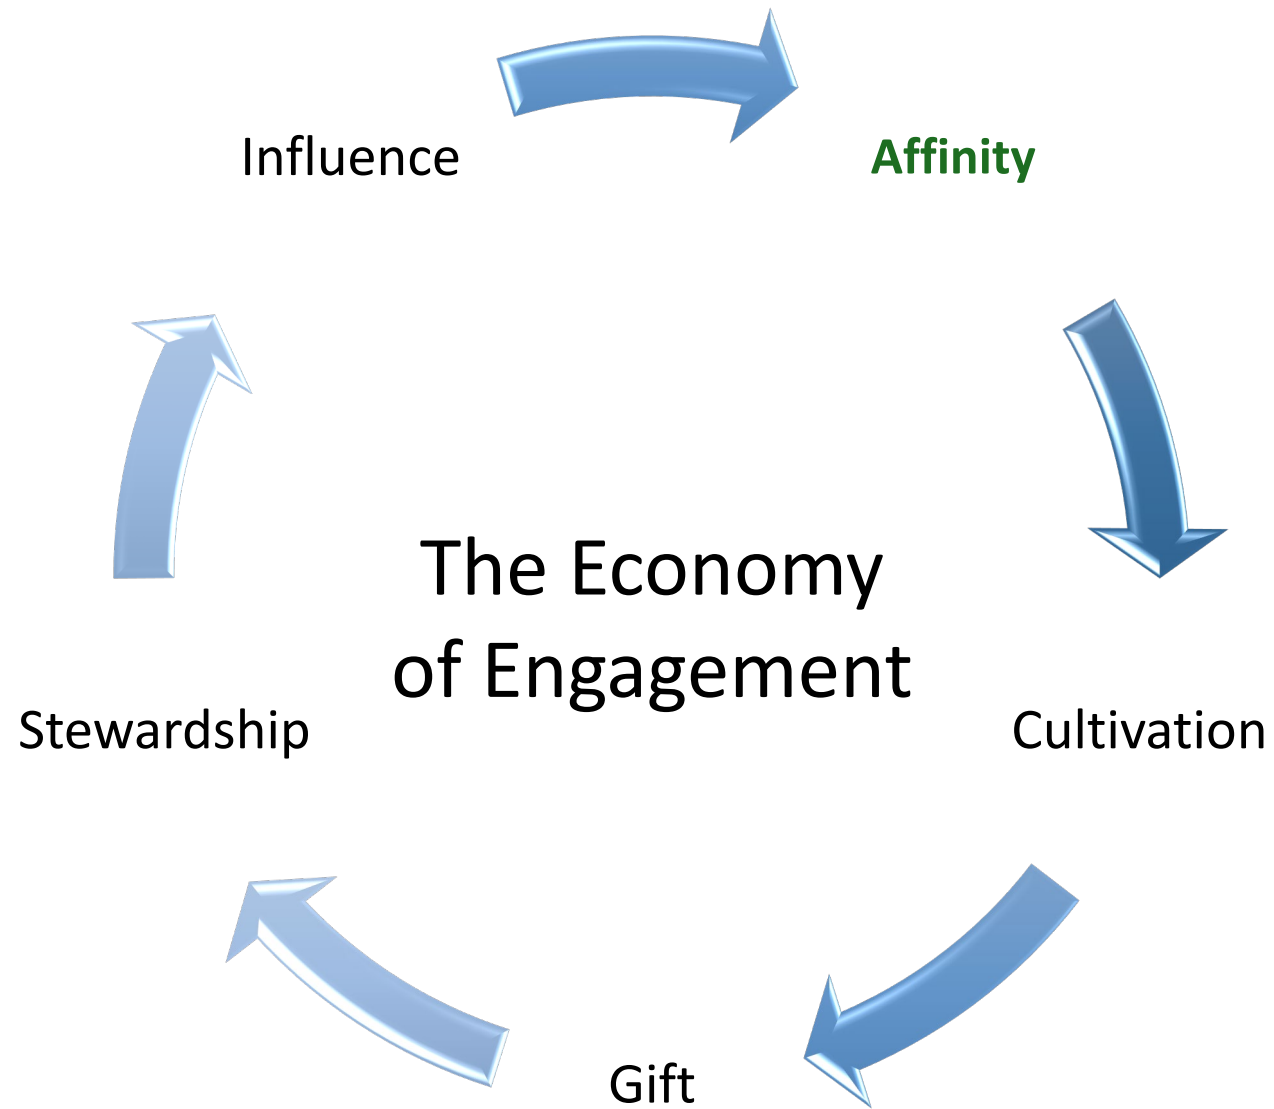 Influence
Affinity
The Economy
of Engagement
Stewardship
Cultivation
Gift